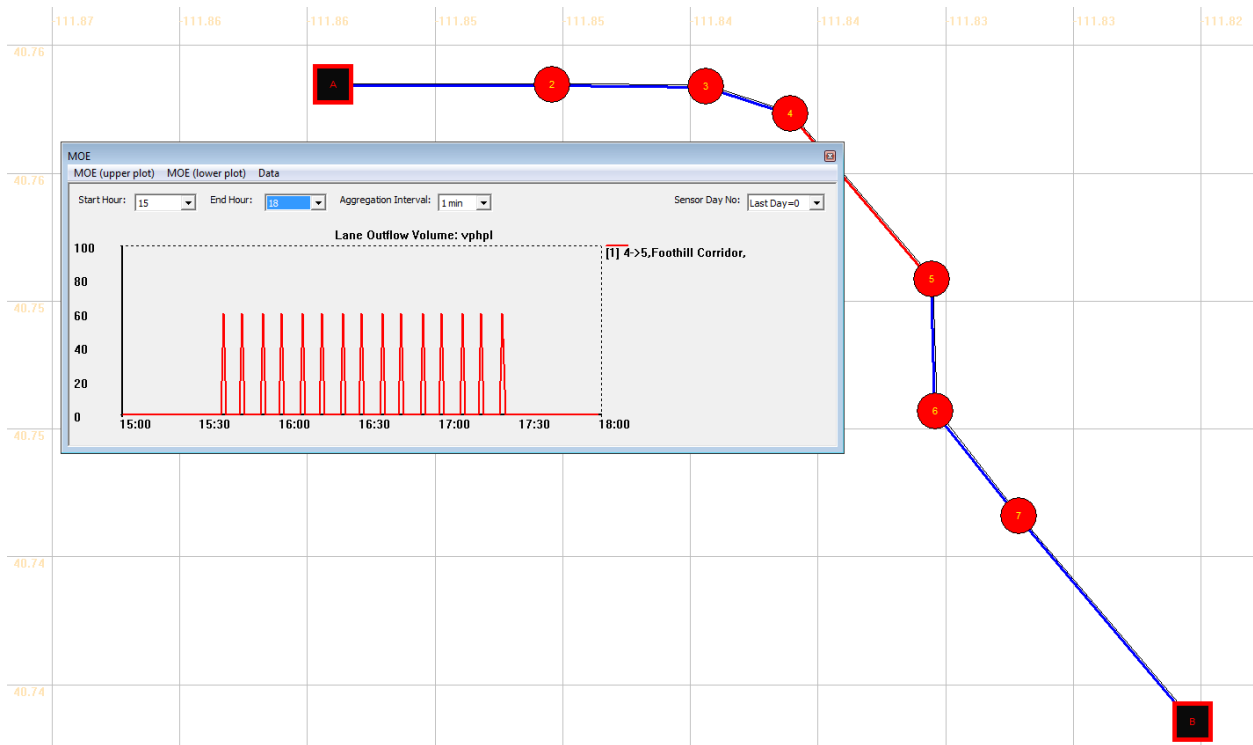 -111.87 -111.86 -111.86 -111.85 -111.85 -111.84 -111.84 -111.83 -111.83 -111.82
40.76
A 2 3 4
40.76
MOE
MOE (upper plot) MOE (lower plot) Data
Start Hour: 15 End Hour: 18 Aggregation Interval: 1 min Sensor Day No: Last Day=0
Lane Outflow Volume: vphpl
[1] 4->5,Foothill Corridor,
100
80
60
40
20
0
15:00 15:30 16:00 16:30 17:00 17:30 18:00
5
40.75
6
40.75
7
40.74
40.74
B